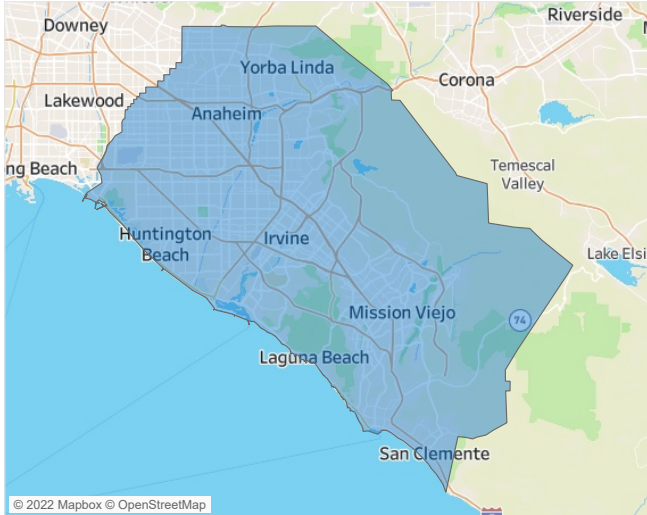 Riverside
Downey
Yorba Linda
Corona
Lakewood
Anaheim
ng Beach
Temescal
Valley
Huntington
Beach
Irvine
Lake Elsi
Mission Viejo
74
Laguna Beach
San Clemente
© 2022 Mapbox © OpenStreetMap